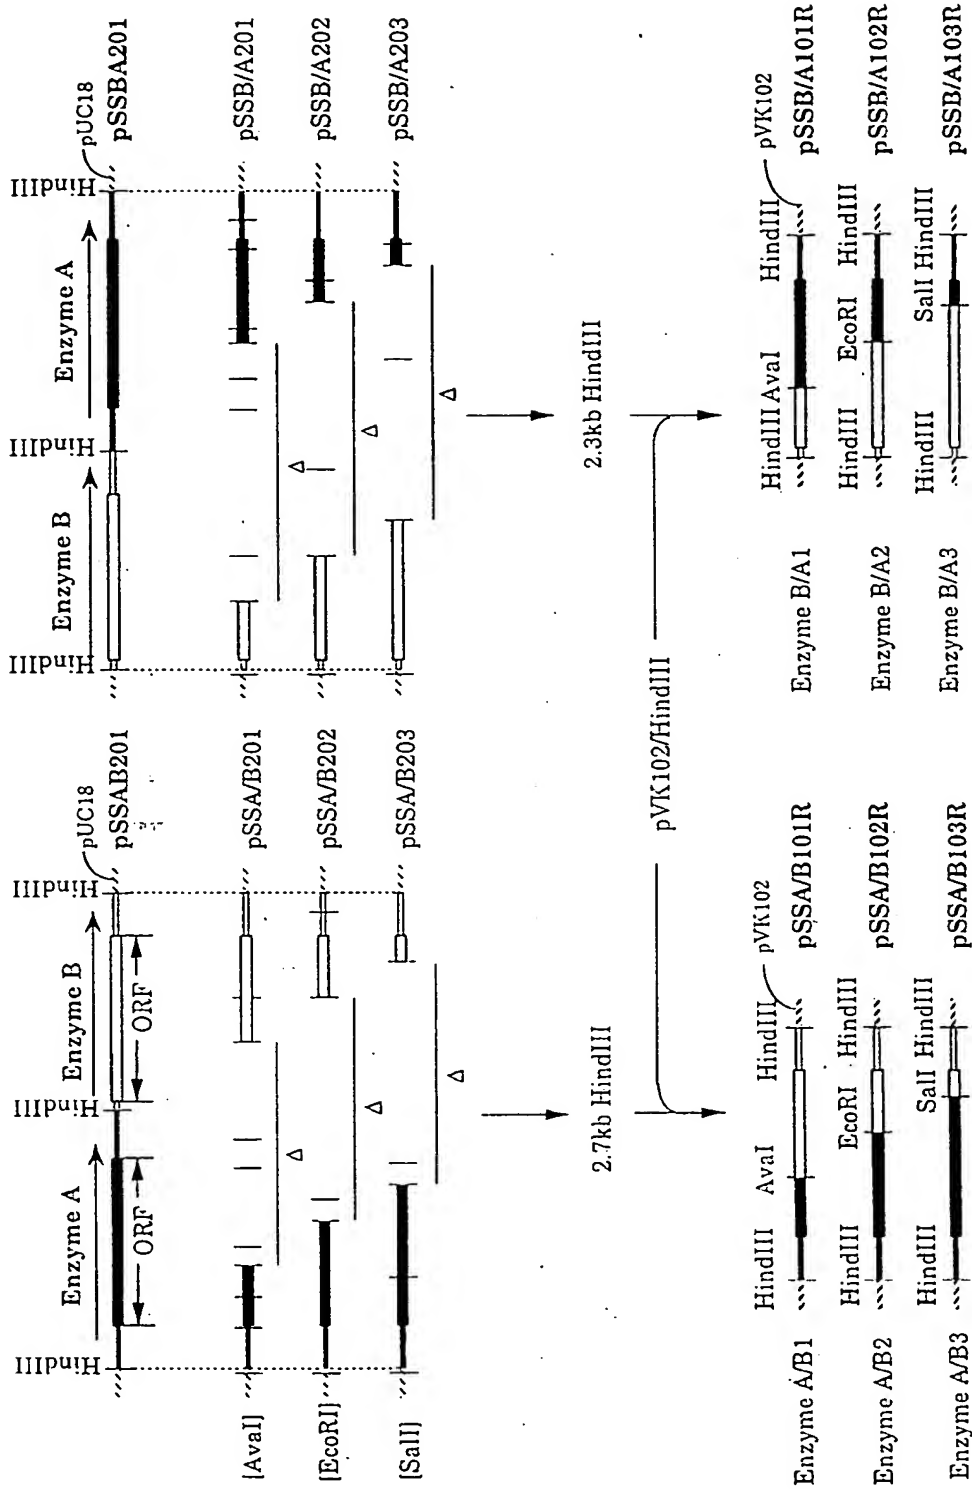 HindIII
Enzyme A
HindIII
Enzyme B
HindIII
pUC18
pSSAB201
ORF
ORF
[AvaI]
pSSA/B201
Δ
[EcoRI]
pSSA/B202
Δ
[SalI]
pSSA/B203
Δ
HindIII
Enzyme B
HindIII
Enzyme A
HindIII
pUC18
pSSBA201
pSSB/A201
Δ
pSSB/A202
Δ
pSSB/A203
Δ
2.7kb HindIII
2.3kb HindIII
pVK102/HindIII
HindIII
AvaI
HindIII
pVK102
Enzyme A/B1
pSSA/B101R
HindIII
EcoRI
HindIII
Enzyme A/B2
pSSA/B102R
HindIII
SalI HindIII
Enzyme A/B3
pSSA/B103R
HindIII AvaI
HindIII
pVK102
Enzyme B/A1
pSSB/A101R
HindIII
EcoRI
HindIII
Enzyme B/A2
pSSB/A102R
HindIII
SalI HindIII
Enzyme B/A3
pSSB/A103R